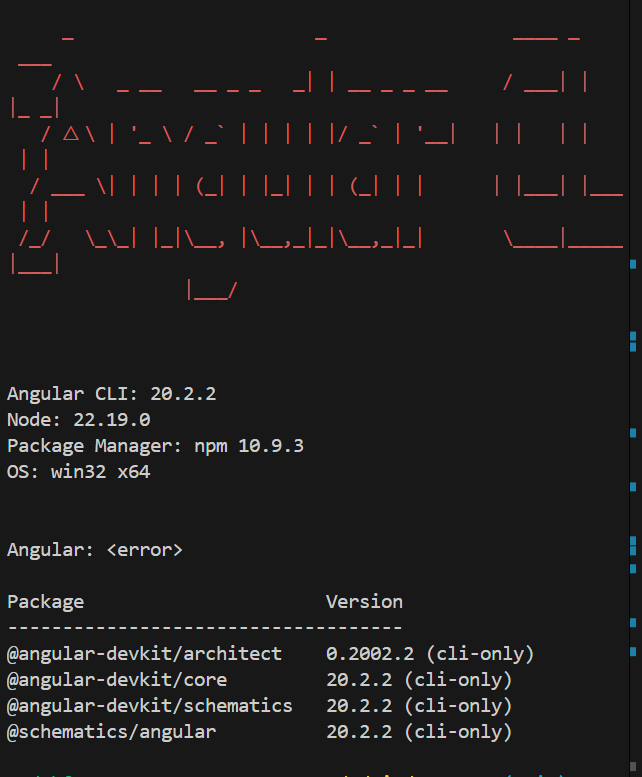 Angular CLI: 20.2.2
Node: 22.19.0
Package Manager: npm 10.9.3
OS: win32 x64
Angular: <error>
Package Version
------------------------------------
@angular-devkit/architect 0.2002.2 (cli-only)
@angular-devkit/core 20.2.2 (cli-only)
@angular-devkit/schematics 20.2.2 (cli-only)
@schematics/angular 20.2.2 (cli-only)